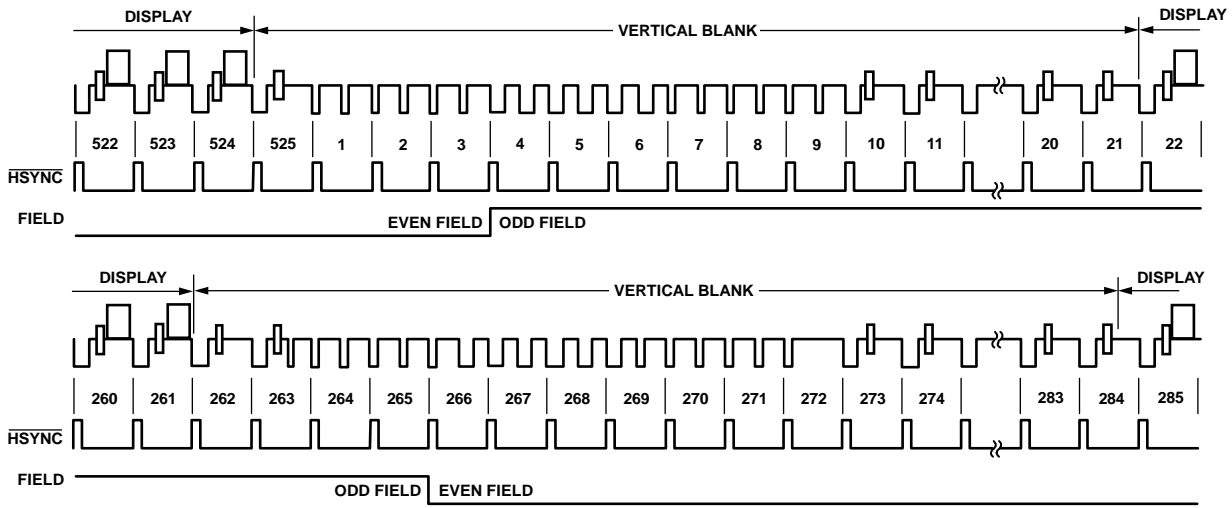 DISPLAY VERTICAL BLANK DISPLAY
522 523 524 525 1 2 3 4 5 6 7 8 9 10 11 20 21 22
HSYNC
FIELD EVEN FIELD ODD FIELD
DISPLAY VERTICAL BLANK DISPLAY
260 261 262 263 264 265 266 267 268 269 270 271 272 273 274 283 284 285
HSYNC
FIELD ODD FIELD EVEN FIELD